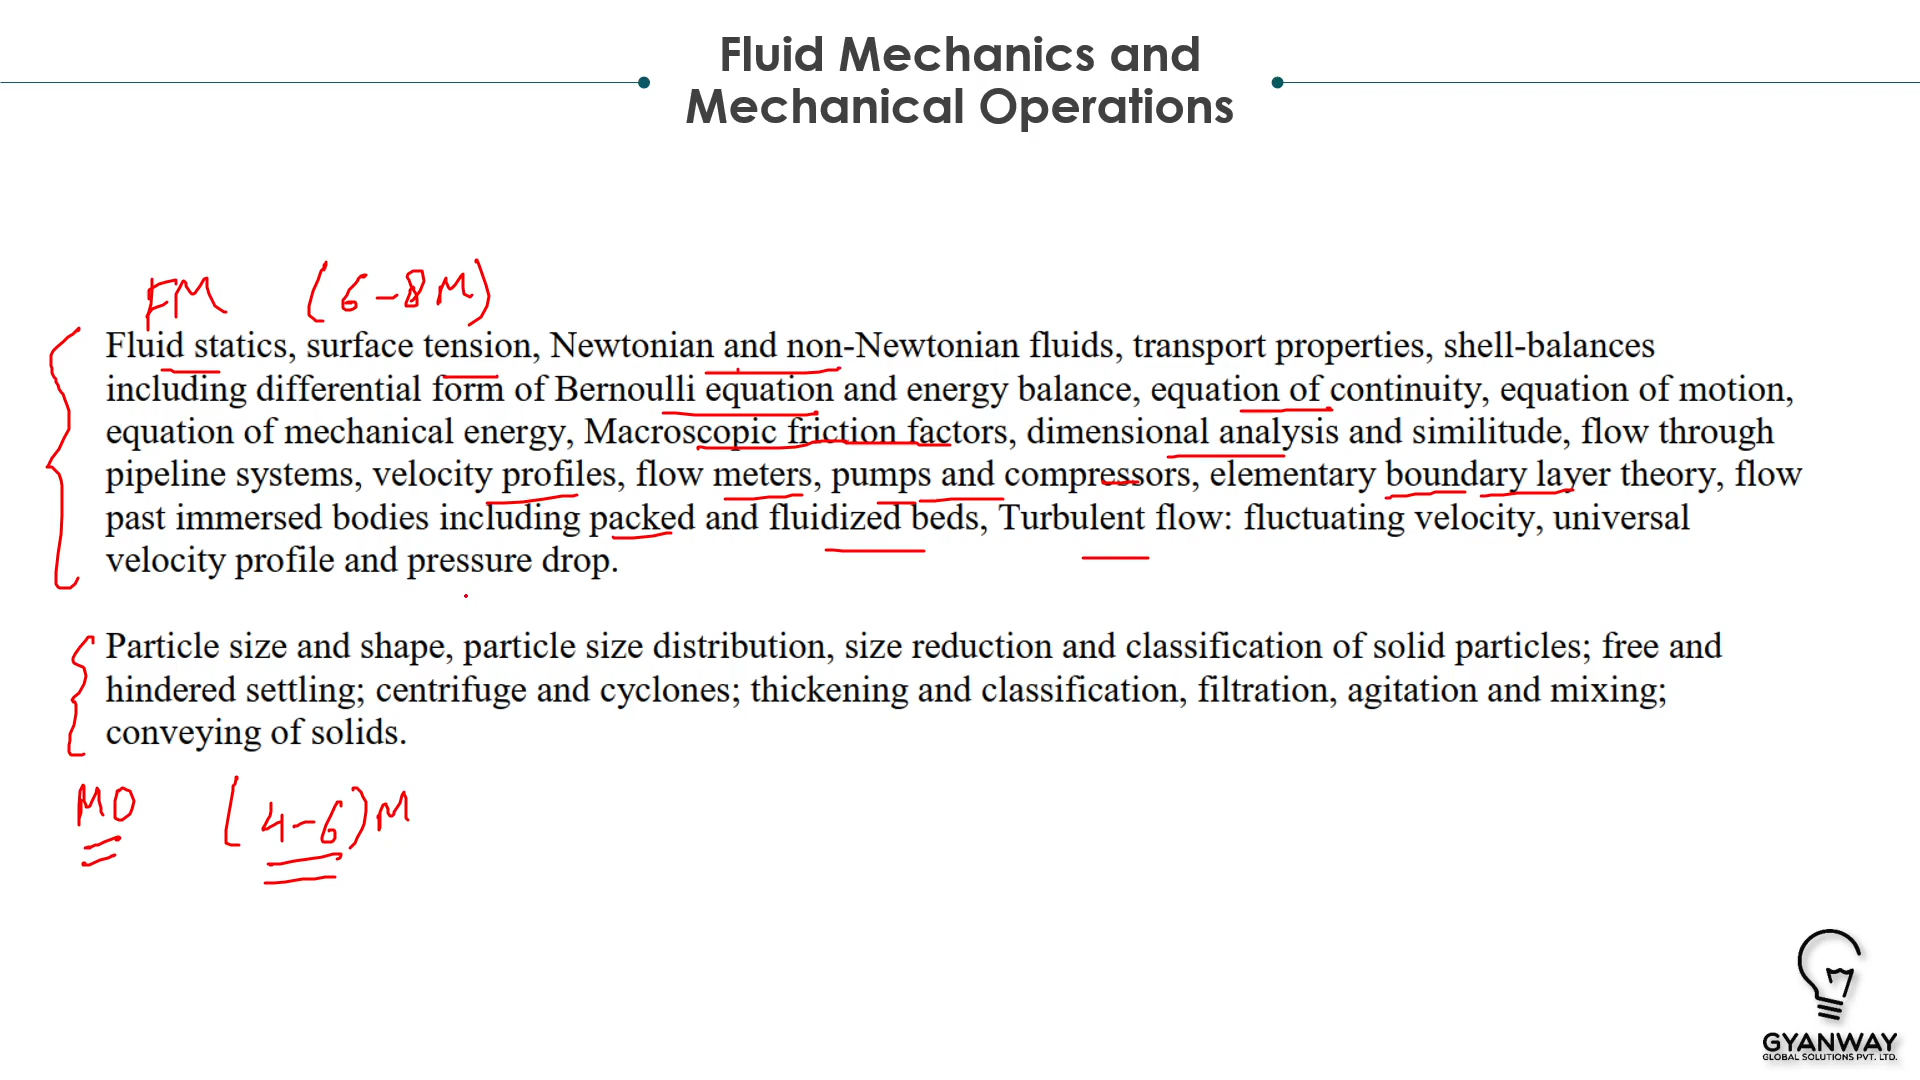 Fluid Mechanics and
Mechanical Operations
FM (6-8M)
Fluid statics, surface tension, Newtonian and non-Newtonian fluids, transport properties, shell-balances
including differential form of Bernoulli equation and energy balance, equation of continuity, equation of motion,
equation of mechanical energy, Macroscopic friction factors, dimensional analysis and similitude, flow through
pipeline systems, velocity profiles, flow meters, pumps and compressors, elementary boundary layer theory, flow
past immersed bodies including packed and fluidized beds, Turbulent flow: fluctuating velocity, universal
velocity profile and pressure drop.
Particle size and shape, particle size distribution, size reduction and classification of solid particles; free and
hindered settling; centrifuge and cyclones; thickening and classification, filtration, agitation and mixing;
conveying of solids.
MO (4-6)M
GYANWAY
GLOBAL SOLUTIONS PVT. LTD.